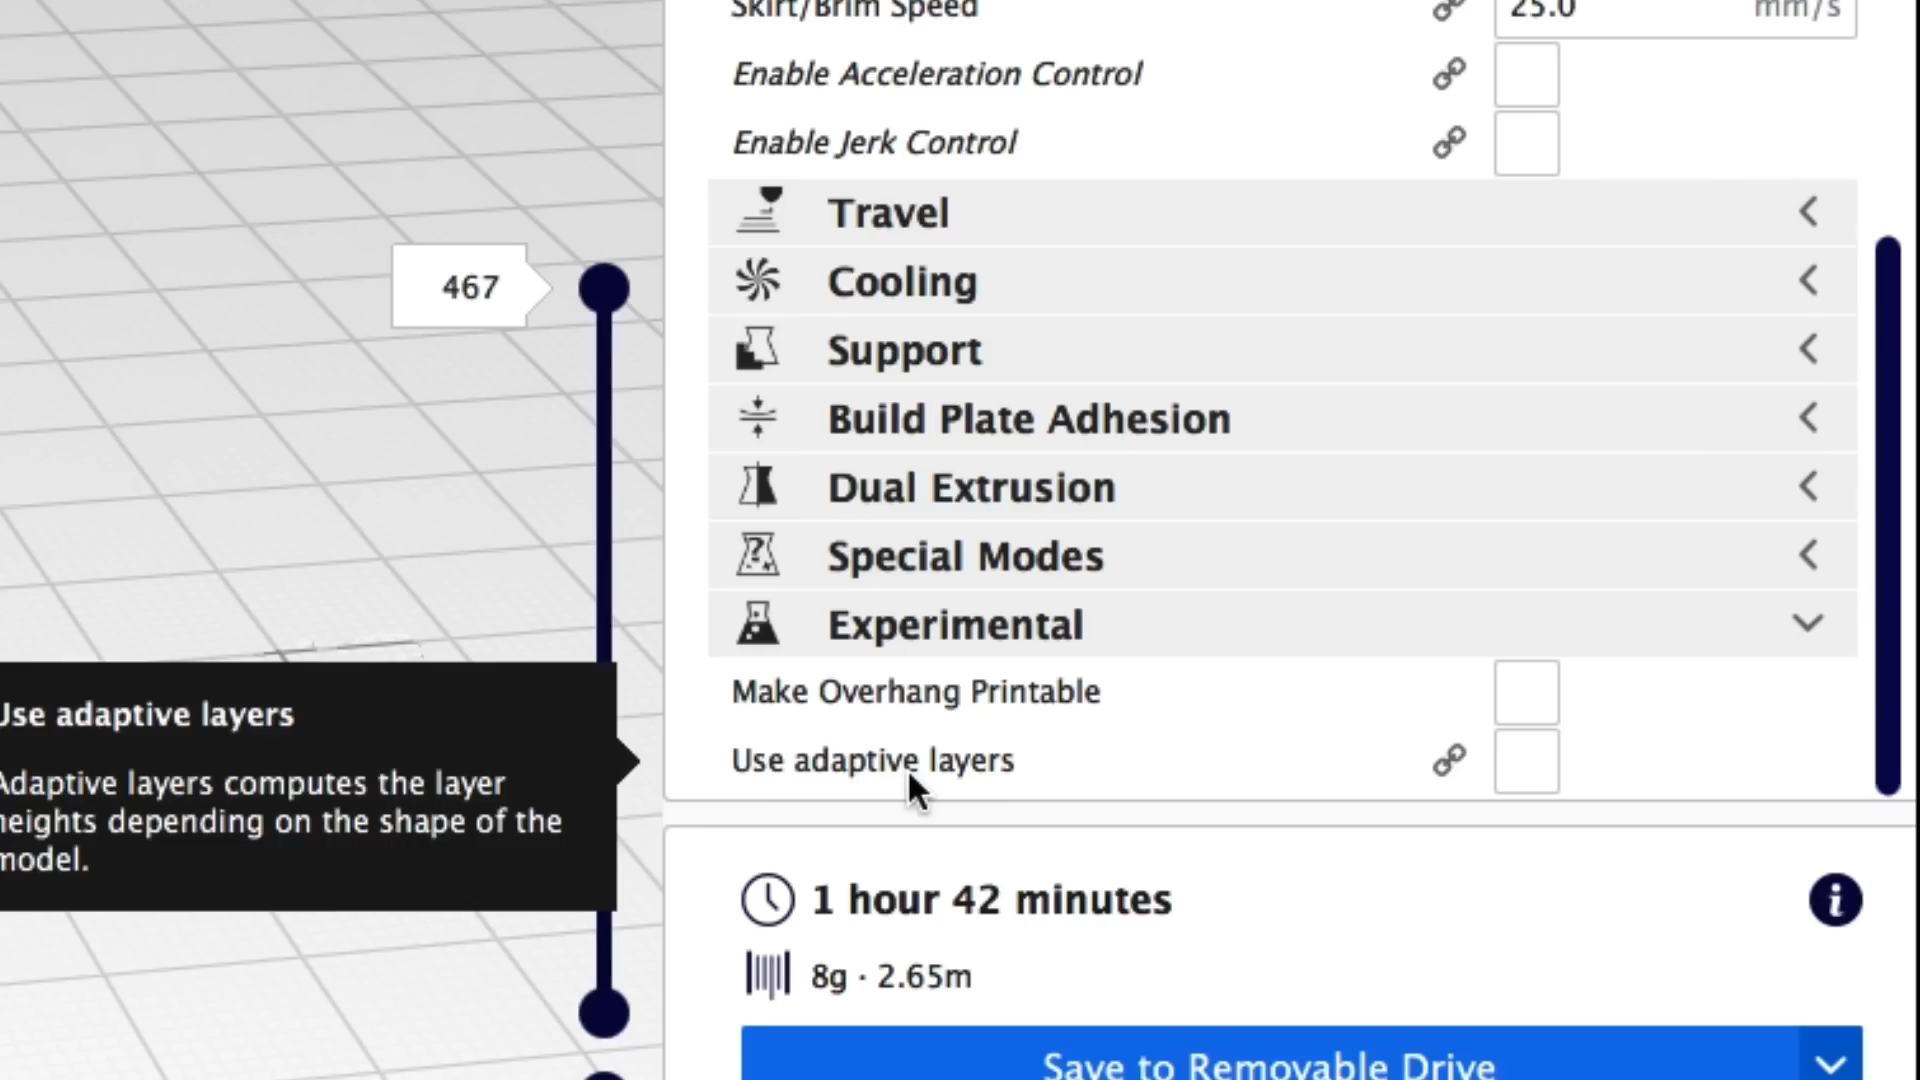 Skirt/Brim Speed
25.0 mm/s
Enable Acceleration Control
Enable Jerk Control
Travel
467
Cooling
Support
Build Plate Adhesion
Dual Extrusion
Special Modes
Experimental
Make Overhang Printable
Use adaptive layers
Use adaptive layers
Adaptive layers computes the layer
heights depending on the shape of the
model.
1 hour 42 minutes
8g · 2.65m
Save to Removable Drive